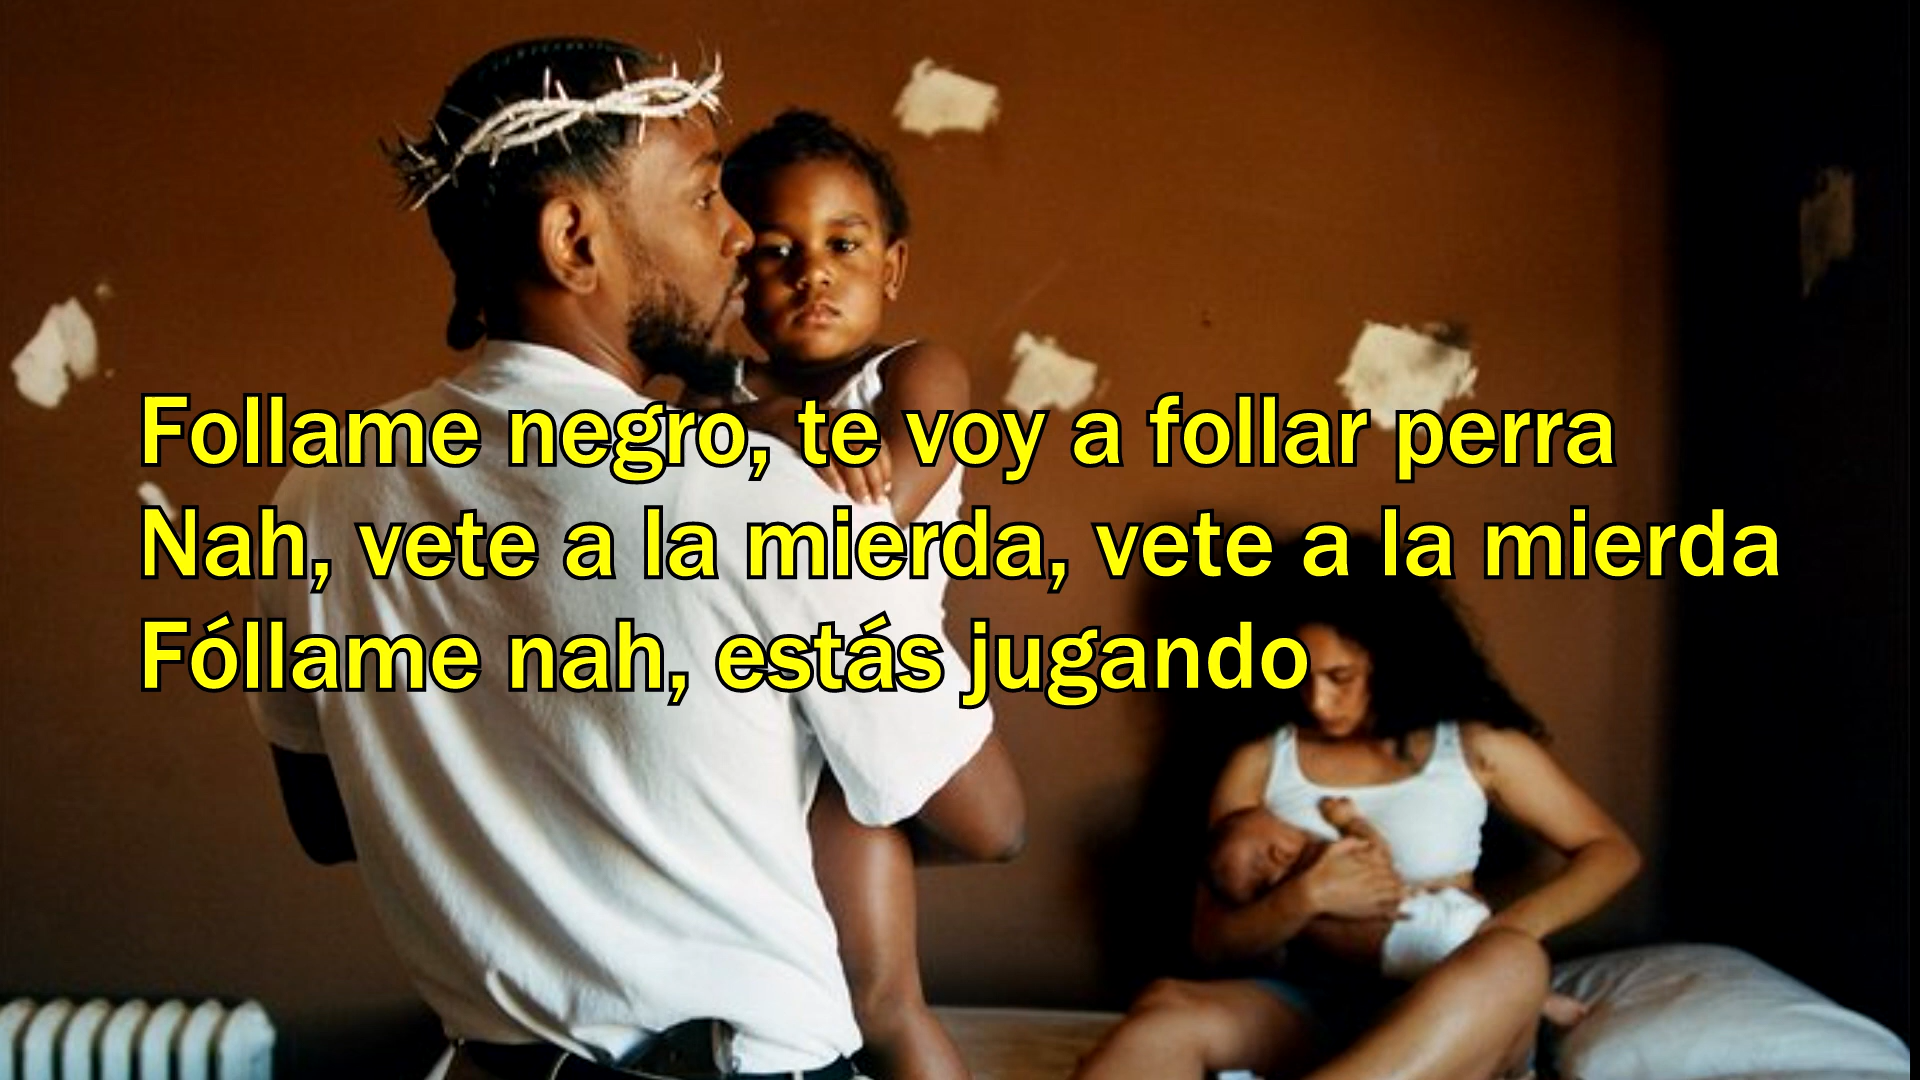 Follame negro, te voy a follar perra
Nah, vete a la mierda, vete a la mierda
Fóllame nah, estás jugando